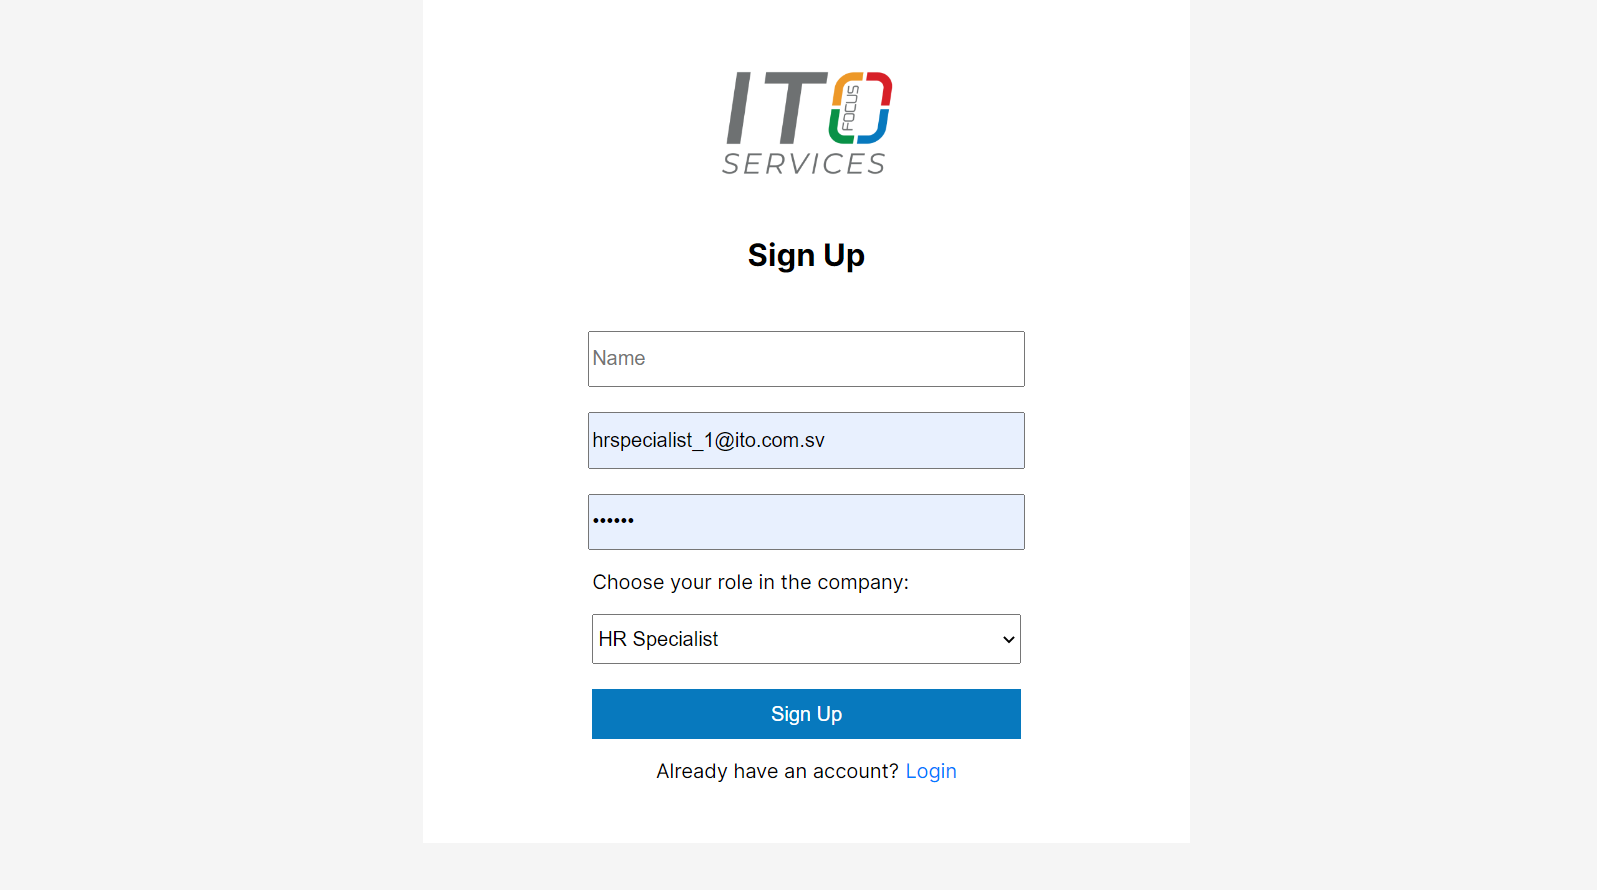 ITO
FOCUS
SERVICES
Sign Up
Name
hrspecialist_1@ito.com.sv
••••••
Choose your role in the company:
HR Specialist
Sign Up
Already have an account? Login